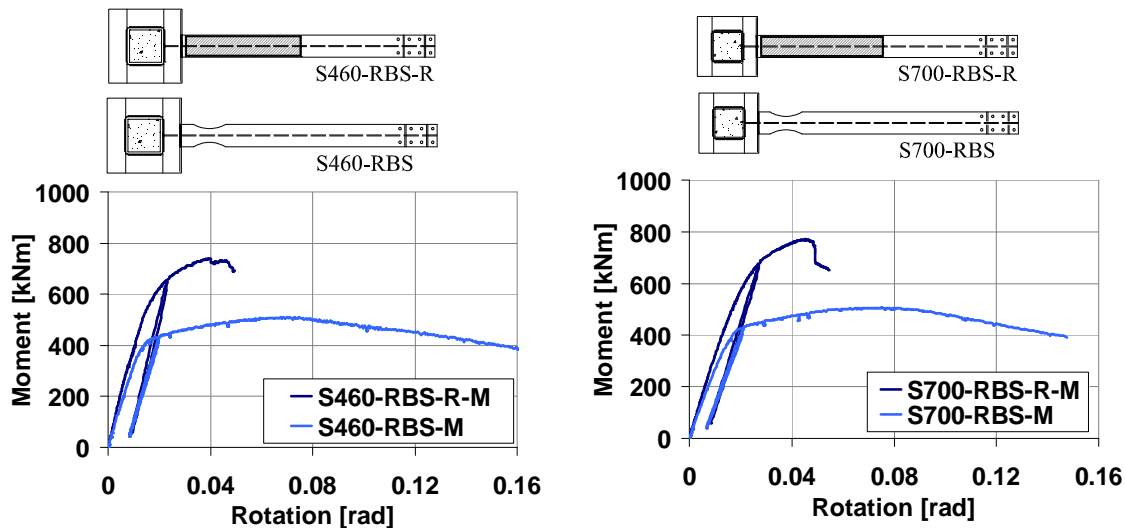 S460-RBS-R
S460-RBS
1000
800
600
400
200
0
Moment [kNm]
S460-RBS-R-M
S460-RBS-M
0 0.04 0.08 0.12 0.16
Rotation [rad]
S700-RBS-R
S700-RBS
1000
800
600
400
200
0
Moment [kNm]
S700-RBS-R-M
S700-RBS-M
0 0.04 0.08 0.12 0.16
Rotation [rad]